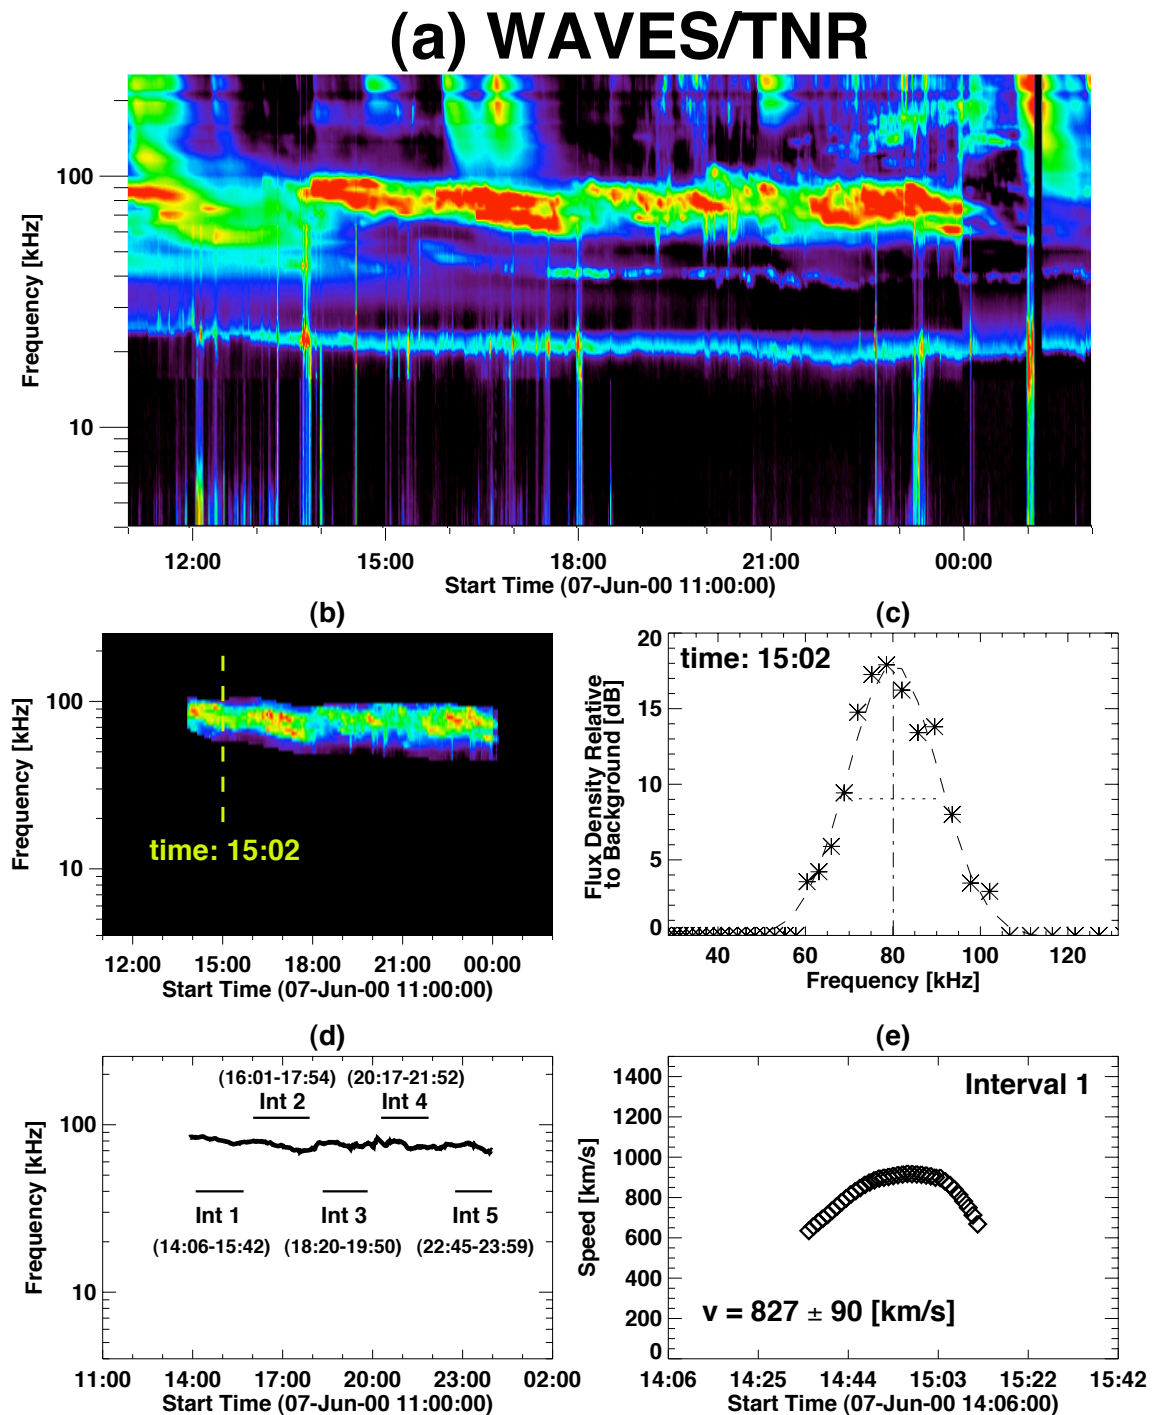 (a) WAVES/TNR
100
10
Frequency [kHz]
12:00 15:00 18:00 21:00 00:00
Start Time (07-Jun-00 11:00:00)
(b)
100
10
Frequency [kHz]
time: 15:02
12:00 15:00 18:00 21:00 00:00
Start Time (07-Jun-00 11:00:00)
(c)
time: 15:02
20
15
10
5
0
Flux Density Relative
to Background [dB]
40 60 80 100 120
Frequency [kHz]
(d)
(16:01-17:54) (20:17-21:52)
Int 2 Int 4
100
10
Frequency [kHz]
Int 1 Int 3 Int 5
(14:06-15:42) (18:20-19:50) (22:45-23:59)
11:00 14:00 17:00 20:00 23:00 02:00
Start Time (07-Jun-00 11:00:00)
(e)
Interval 1
1400
1200
1000
800
600
400
200
0
Speed [km/s]
v = 827 ± 90 [km/s]
14:06 14:25 14:44 15:03 15:22 15:42
Start Time (07-Jun-00 14:06:00)